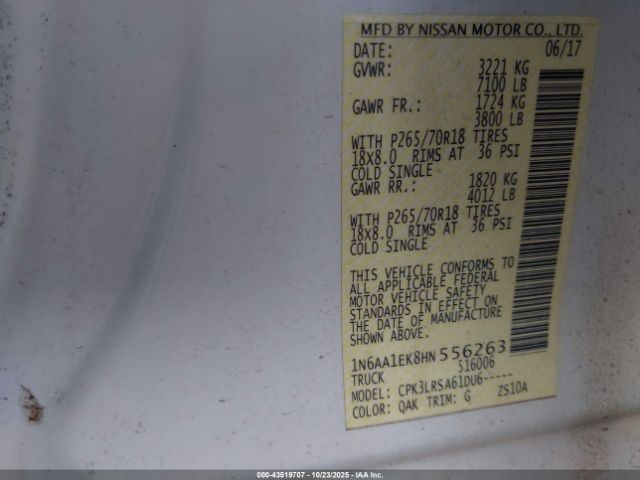 MFD BY NISSAN MOTOR CO., LTD.
DATE: 06/17
GVWR: 3221 KG
7100 LB
GAWR FR.: 1724 KG
3800 LB
WITH P265/70R18 TIRES
18X8.0 RIMS AT 36 PSI
COLD SINGLE
GAWR RR.: 1820 KG
4012 LB
WITH P265/70R18 TIRES
18X8.0 RIMS AT 36 PSI
COLD SINGLE
THIS VEHICLE CONFORMS TO
ALL APPLICABLE FEDERAL
MOTOR VEHICLE SAFETY
STANDARDS IN EFFECT ON
THE DATE OF MANUFACTURE
SHOWN ABOVE.
1N6AA1EK8HN 556263
TRUCK S16006
MODEL: CPK3LRSA61DU6-----
COLOR: QAK TRIM: G ZS10A
000-43519707 - 10/23/2025 - IAA Inc.